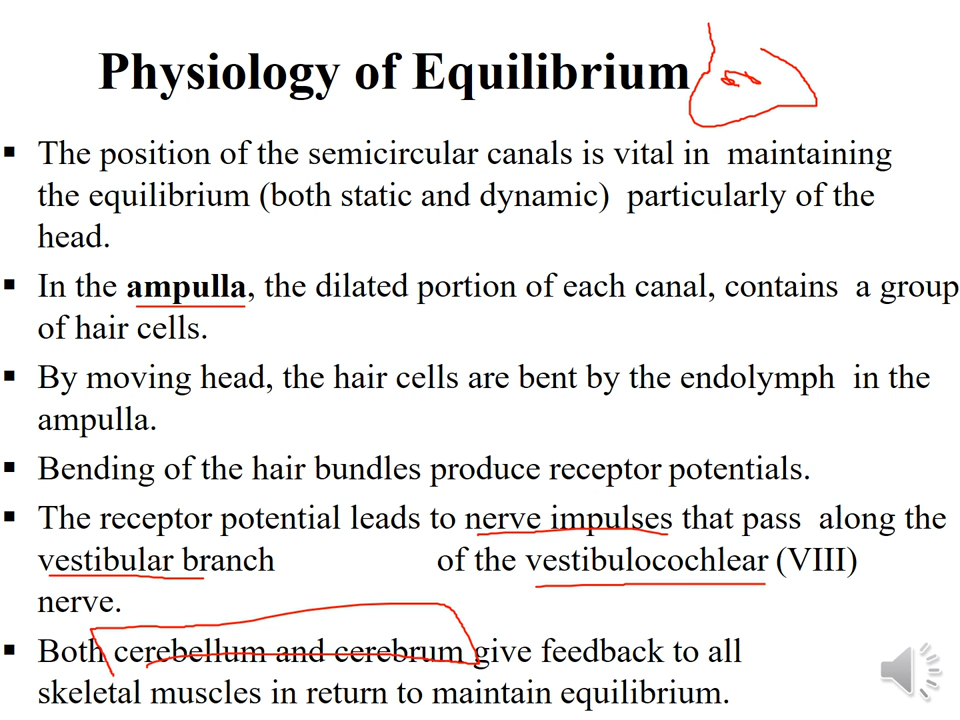 Physiology of Equilibrium
▪ The position of the semicircular canals is vital in maintaining
the equilibrium (both static and dynamic) particularly of the
head.
▪ In the ampulla, the dilated portion of each canal, contains a group
of hair cells.
▪ By moving head, the hair cells are bent by the endolymph in the
ampulla.
▪ Bending of the hair bundles produce receptor potentials.
▪ The receptor potential leads to nerve impulses that pass along the
vestibular branch of the vestibulocochlear (VIII)
nerve.
▪ Both cerebellum and cerebrum give feedback to all
skeletal muscles in return to maintain equilibrium.